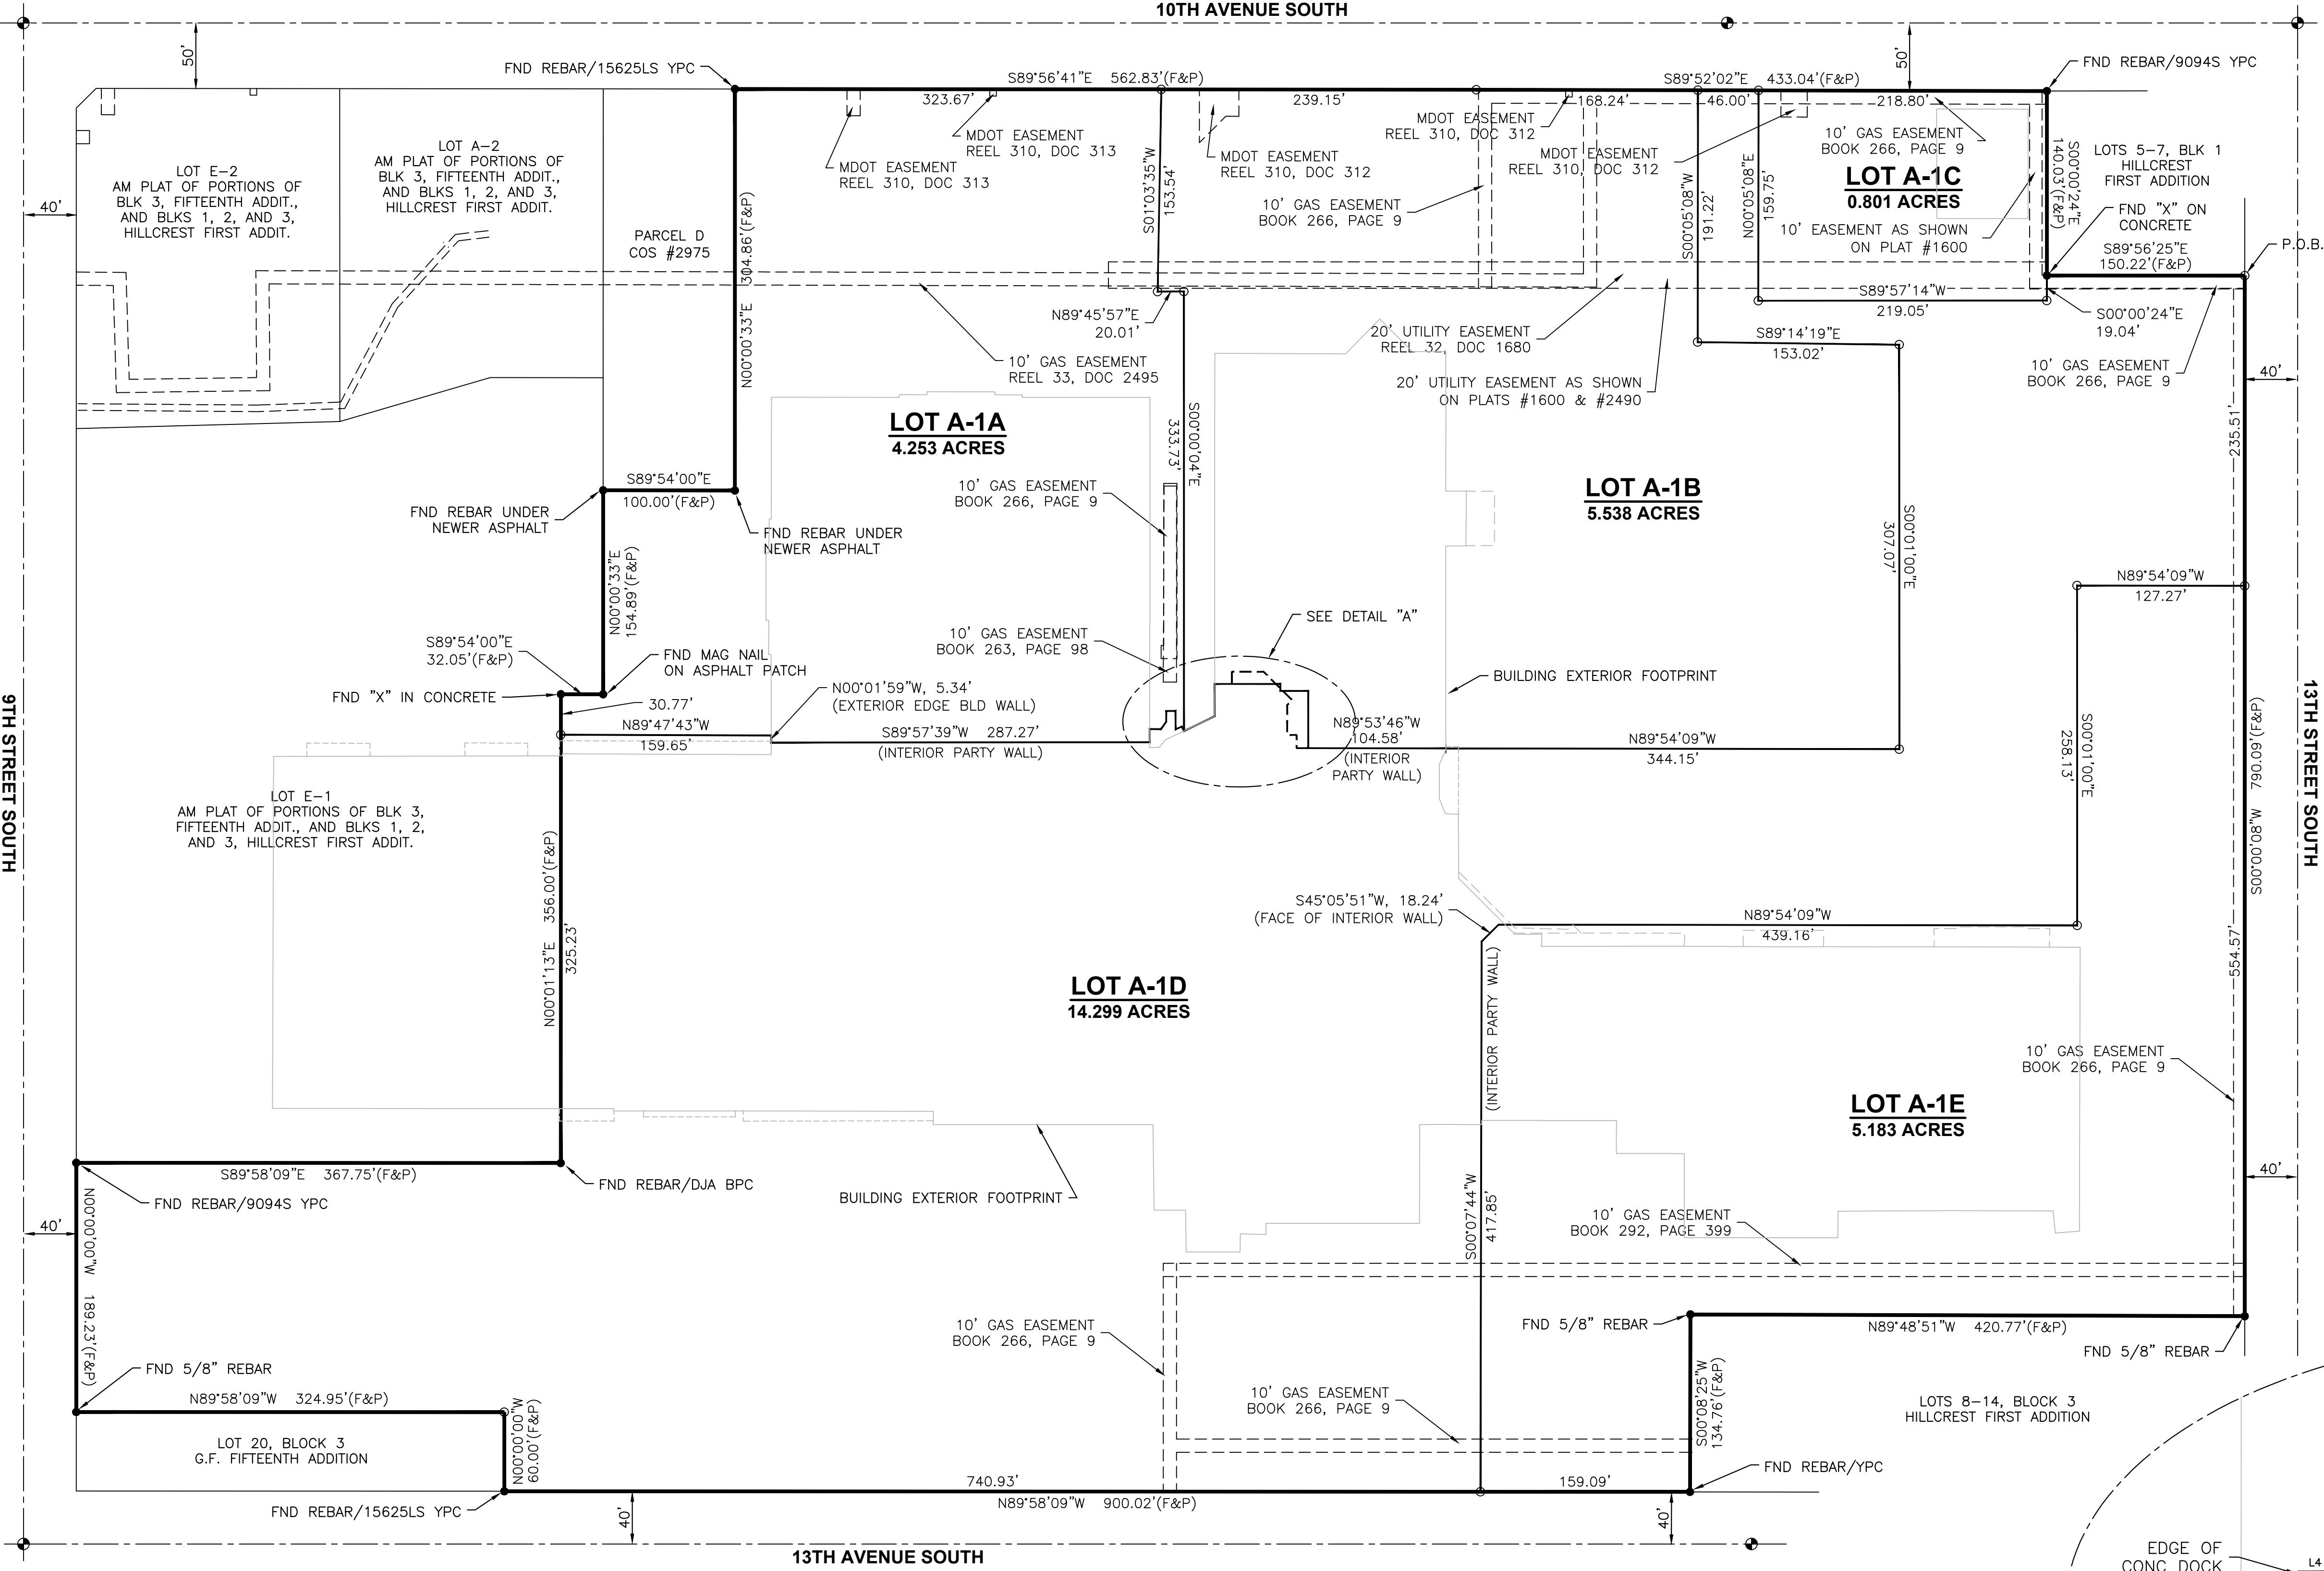 10TH AVENUE SOUTH
50'
50'
FND REBAR/15625LS YPC
S89°56'41"E 562.83'(F&P)
S89°52'02"E 433.04'(F&P)
FND REBAR/9094S YPC
323.67'
239.15'
168.24'
46.00'
218.80'
MDOT EASEMENT
REEL 310, DOC 313
MDOT EASEMENT
REEL 310, DOC 313
MDOT EASEMENT
REEL 310, DOC 312
MDOT EASEMENT
REEL 310, DOC 312
MDOT EASEMENT
REEL 310, DOC 312
10' GAS EASEMENT
BOOK 266, PAGE 9
10' GAS EASEMENT
BOOK 266, PAGE 9
LOT E-2
AM PLAT OF PORTIONS OF
BLK 3, FIFTEENTH ADDIT.,
AND BLKS 1, 2, AND 3,
HILLCREST FIRST ADDIT.
LOT A-2
AM PLAT OF PORTIONS OF
BLK 3, FIFTEENTH ADDIT.,
AND BLKS 1, 2, AND 3,
HILLCREST FIRST ADDIT.
PARCEL D
COS #2975
40'
N00°00'33"E 304.86'(F&P)
S01°03'35"W
153.54'
S00°05'08"W
191.22'
N00°05'08"E
159.75'
LOT A-1C
0.801 ACRES
10' EASEMENT AS SHOWN
ON PLAT #1600
S00°00'24"E
140.03'(F&P)
LOTS 5-7, BLK 1
HILLCREST
FIRST ADDITION
FND "X" ON
CONCRETE
S89°56'25"E
150.22'(F&P)
P.O.B.
S89°57'14"W
219.05'
S00°00'24"E
19.04'
N89°45'57"E
20.01'
10' GAS EASEMENT
REEL 33, DOC 2495
20' UTILITY EASEMENT
REEL 32, DOC 1680
20' UTILITY EASEMENT AS SHOWN
ON PLATS #1600 & #2490
S89°14'19"E
153.02'
10' GAS EASEMENT
BOOK 266, PAGE 9
40'
LOT A-1A
4.253 ACRES
S00°00'04"E
333.73'
235.51'
S89°54'00"E
100.00'(F&P)
FND REBAR UNDER
NEWER ASPHALT
FND REBAR UNDER
NEWER ASPHALT
10' GAS EASEMENT
BOOK 266, PAGE 9
LOT A-1B
5.538 ACRES
S00°01'00"E
307.07'
N00°00'33"E
154.89'(F&P)
N89°54'09"W
127.27'
S89°54'00"E
32.05'(F&P)
10' GAS EASEMENT
BOOK 263, PAGE 98
SEE DETAIL "A"
FND MAG NAIL
ON ASPHALT PATCH
FND "X" IN CONCRETE
30.77'
N00°01'59"W, 5.34'
(EXTERIOR EDGE BLD WALL)
BUILDING EXTERIOR FOOTPRINT
9TH STREET SOUTH
13TH STREET SOUTH
N89°47'43"W
159.65'
S89°57'39"W 287.27'
(INTERIOR PARTY WALL)
N89°53'46"W
104.58'
(INTERIOR
PARTY WALL)
N89°54'09"W
344.15'
S00°01'00"E
258.13'
S00°00'08"W 790.09'(F&P)
LOT E-1
AM PLAT OF PORTIONS OF BLK 3,
FIFTEENTH ADDIT., AND BLKS 1, 2,
AND 3, HILLCREST FIRST ADDIT.
N00°01'13"E 356.00'(F&P)
325.23'
S45°05'51"W, 18.24'
(FACE OF INTERIOR WALL)
N89°54'09"W
439.16'
554.57'
LOT A-1D
14.299 ACRES
(INTERIOR PARTY WALL)
10' GAS EASEMENT
BOOK 266, PAGE 9
LOT A-1E
5.183 ACRES
S89°58'09"E 367.75'(F&P)
FND REBAR/DJA BPC
FND REBAR/9094S YPC
BUILDING EXTERIOR FOOTPRINT
40'
40'
N00°00'00"W 189.23'(F&P)
S00°07'44"W
417.85'
10' GAS EASEMENT
BOOK 292, PAGE 399
10' GAS EASEMENT
BOOK 266, PAGE 9
FND 5/8" REBAR
N89°48'51"W 420.77'(F&P)
FND 5/8" REBAR
FND 5/8" REBAR
N89°58'09"W 324.95'(F&P)
10' GAS EASEMENT
BOOK 266, PAGE 9
S00°08'25"W
134.76'(F&P)
LOTS 8-14, BLOCK 3
HILLCREST FIRST ADDITION
LOT 20, BLOCK 3
G.F. FIFTEENTH ADDITION
N00°00'00"W
60.00'(F&P)
FND REBAR/15625LS YPC
740.93'
N89°58'09"W 900.02'(F&P)
159.09'
FND REBAR/YPC
40'
40'
13TH AVENUE SOUTH
EDGE OF
CONC DOCK
L4